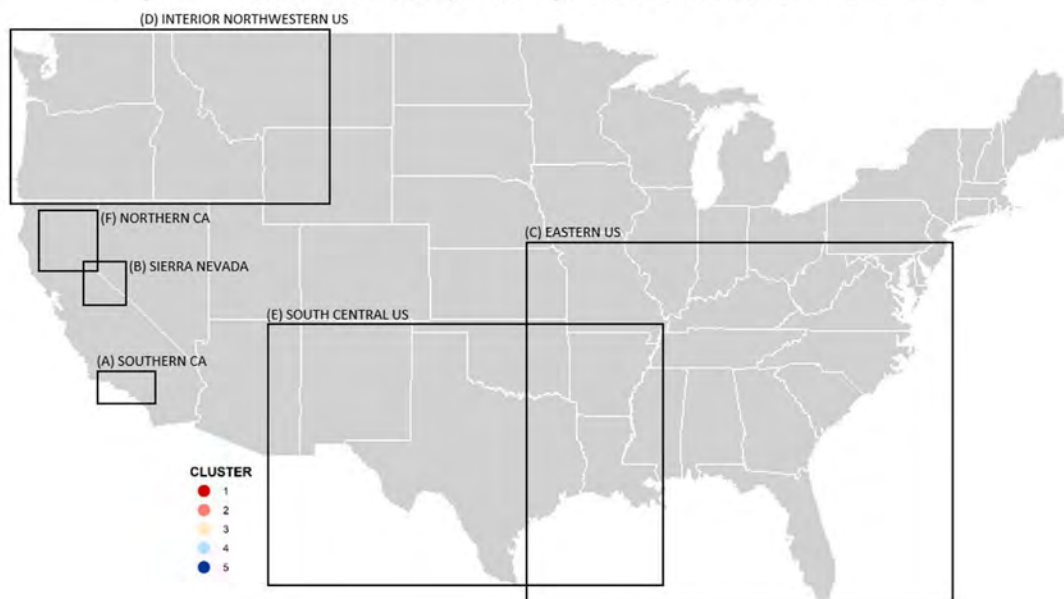 (D) INTERIOR NORTHWESTERN US
(F) NORTHERN CA
(C) EASTERN US
(B) SIERRA NEVADA
(E) SOUTH CENTRAL US
(A) SOUTHERN CA
CLUSTER
1
2
3
4
5